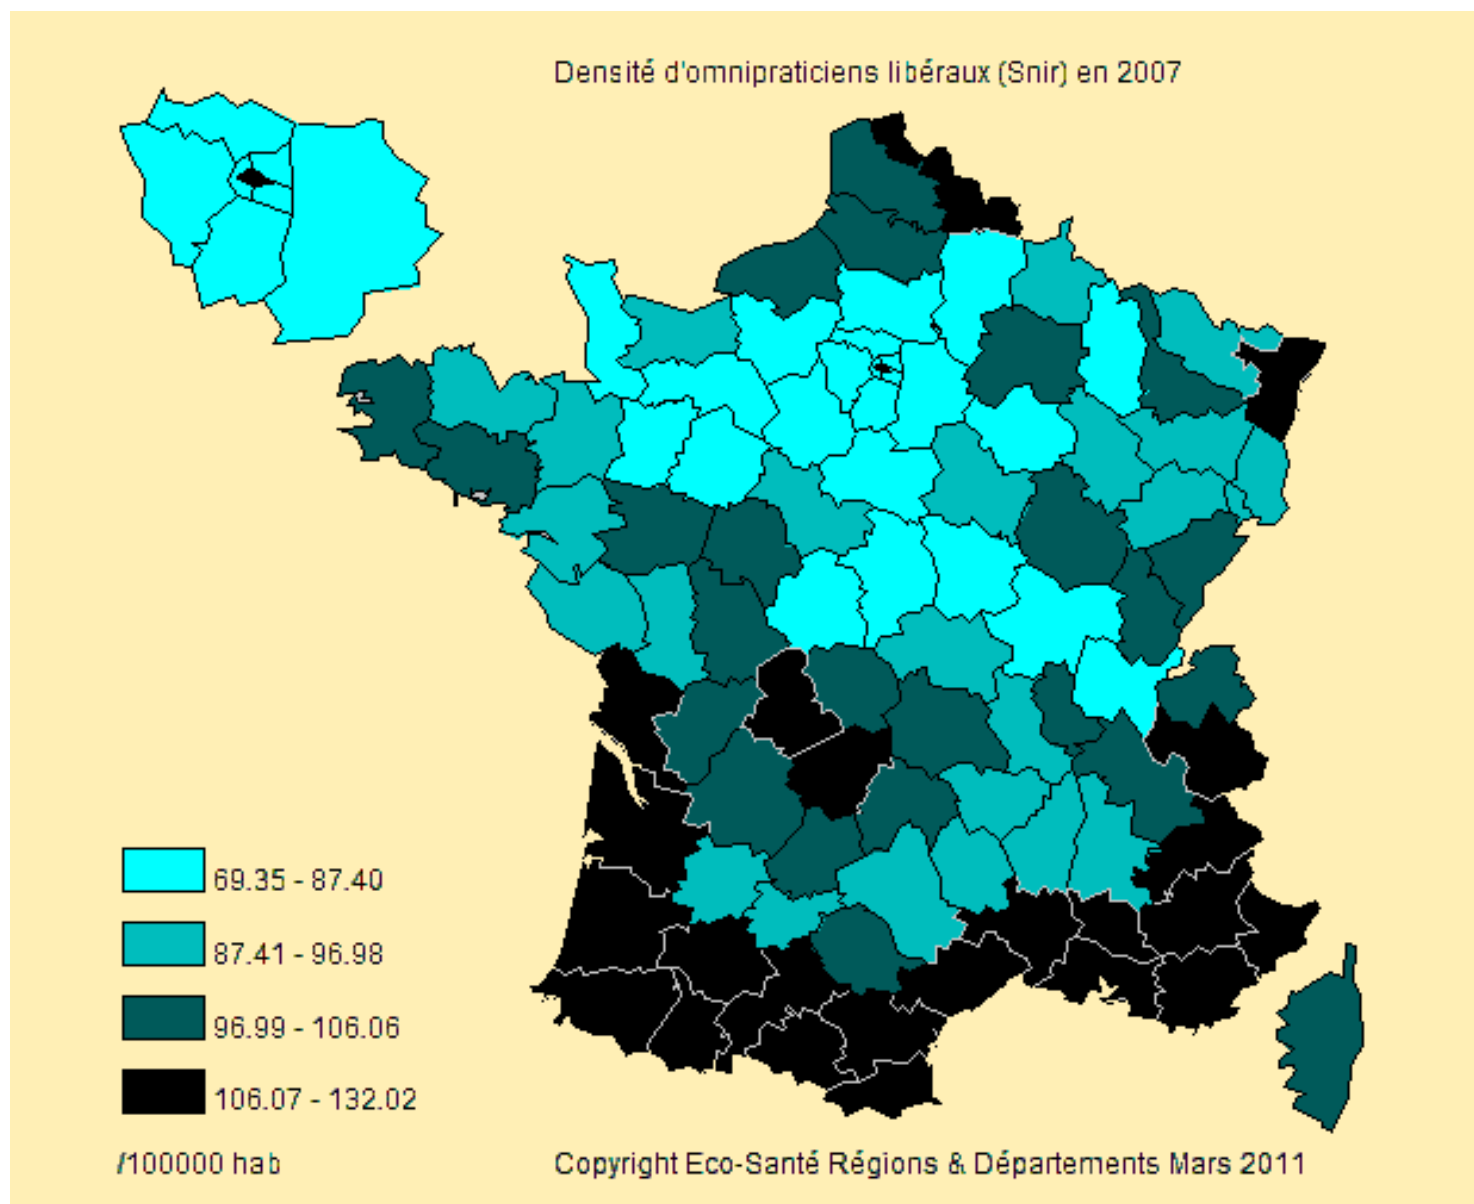 Densité d'omnipraticiens libéraux (Snir) en 2007
69.35 - 87.40
87.41 - 96.98
96.99 - 106.06
106.07 - 132.02
/100000 hab
Copyright Eco-Santé Régions & Départements Mars 2011